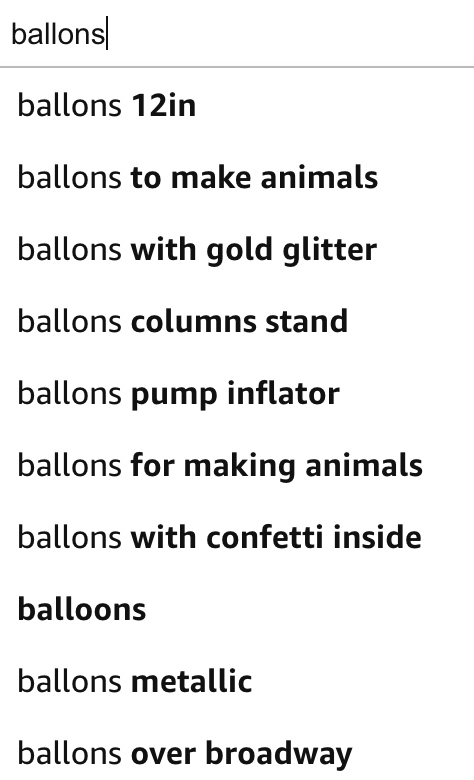 ballons
ballons 12in
ballons to make animals
ballons with gold glitter
ballons columns stand
ballons pump inflator
ballons for making animals
ballons with confetti inside
balloons
ballons metallic
ballons over broadway